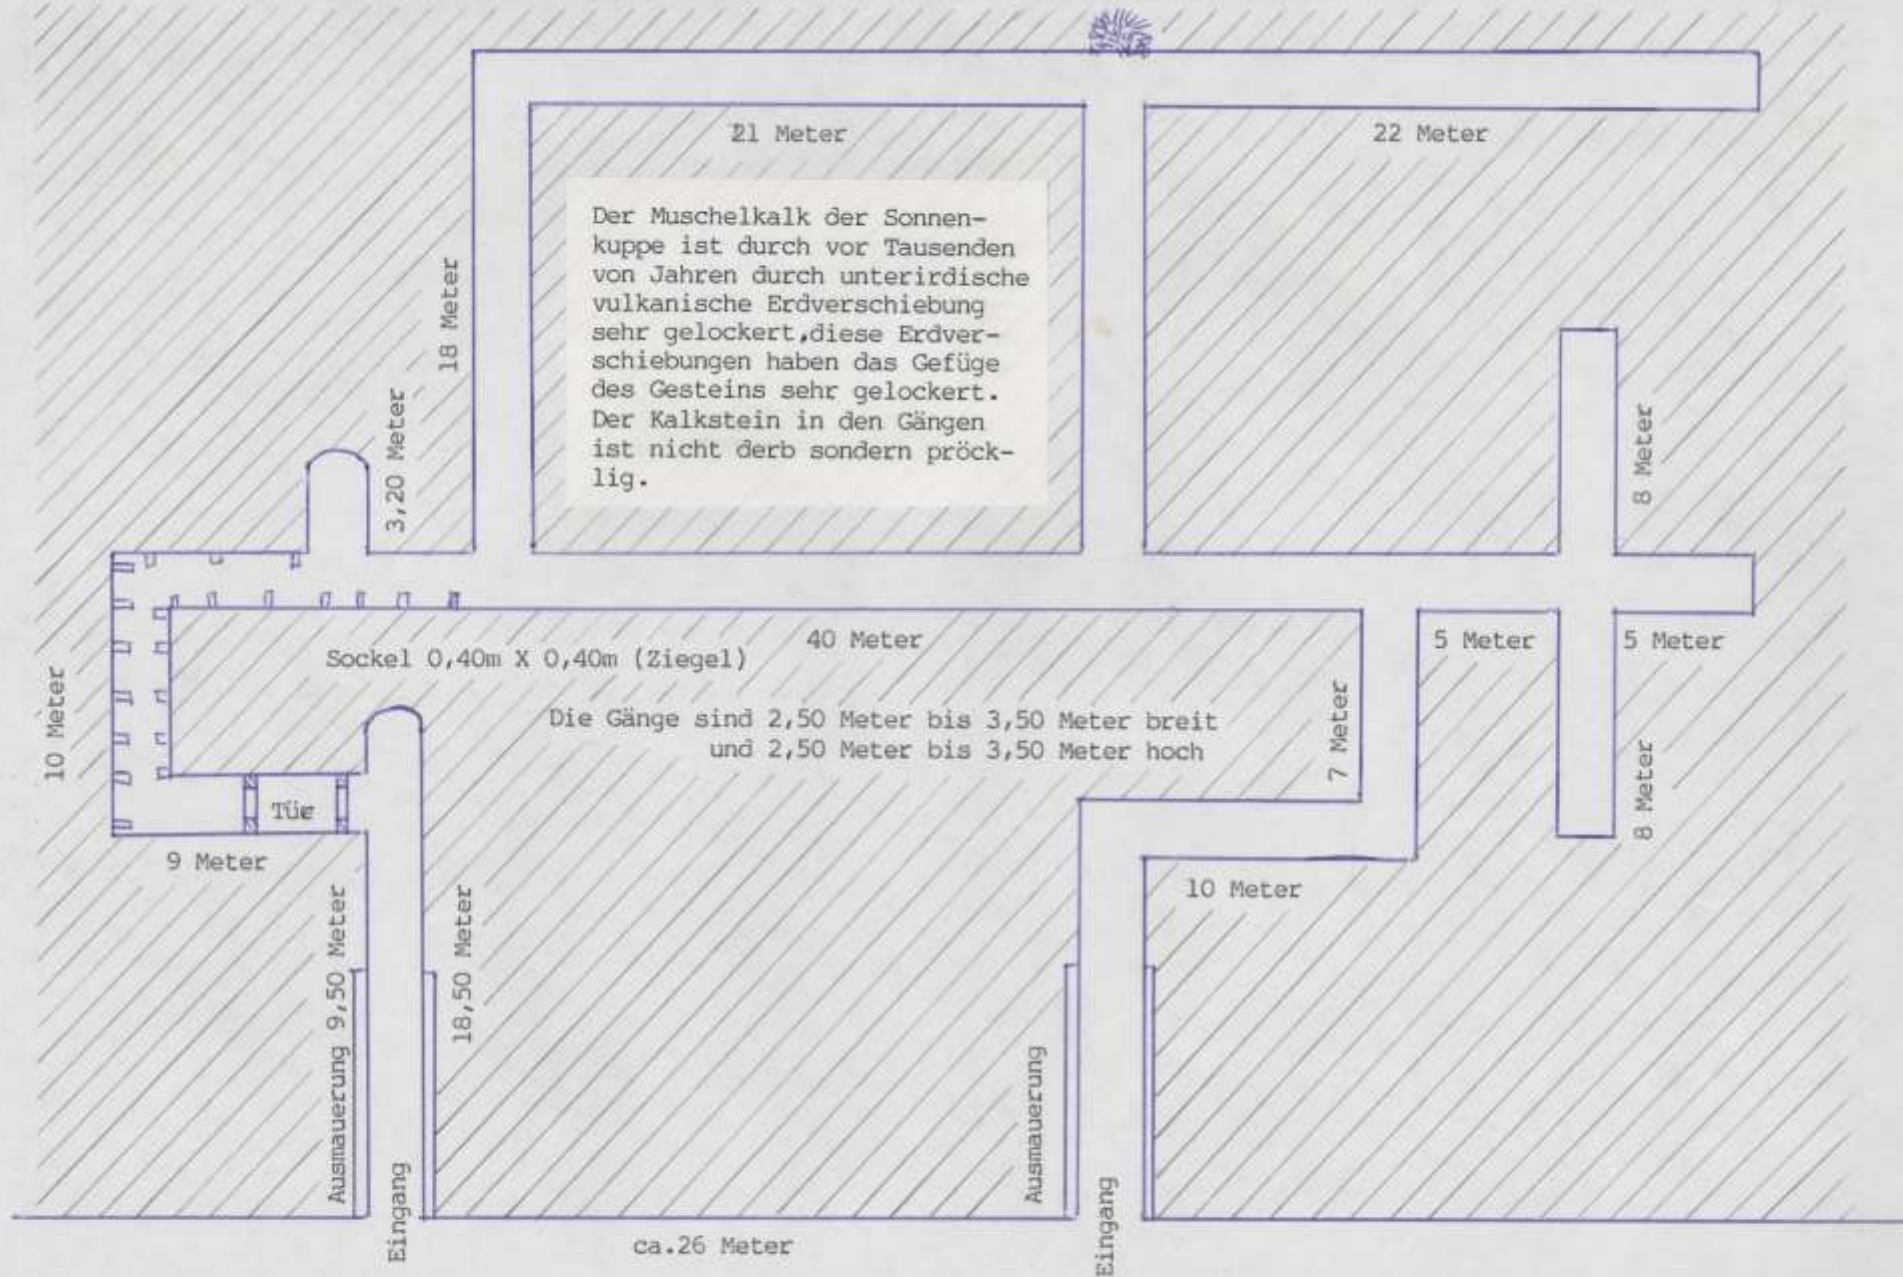 21 Meter
22 Meter
Der Muschelkalk der Sonnen-
kuppe ist durch vor Tausenden
von Jahren durch unterirdische
vulkanische Erdverschiebung
sehr gelockert,diese Erdver-
schiebungen haben das Gefüge
des Gesteins sehr gelockert.
Der Kalkstein in den Gängen
ist nicht derb sondern pröck-
lig.
18 Meter
3,20 Meter
8 Meter
40 Meter
5 Meter
5 Meter
Sockel 0,40m X 0,40m (Ziegel)
10 Meter
Die Gänge sind 2,50 Meter bis 3,50 Meter breit
und 2,50 Meter bis 3,50 Meter hoch
7 Meter
8 Meter
Tür
9 Meter
10 Meter
Ausmauerung 9,50 Meter
18,50 Meter
Ausmauerung
Eingang
Eingang
ca.26 Meter